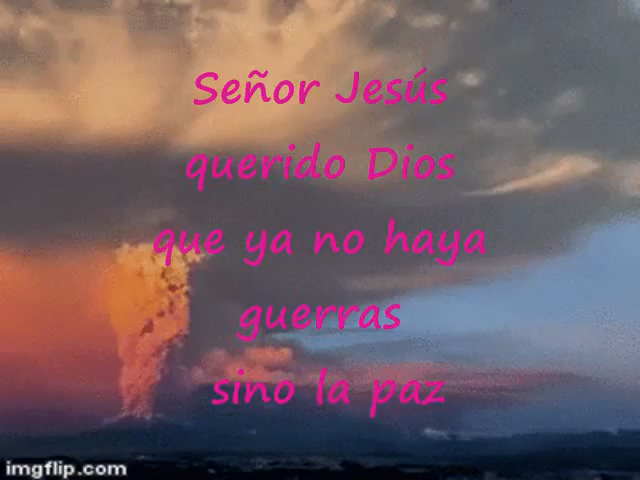 Señor Jesús
querido Dios
que ya no haya
guerras
sino la paz
imgflip.com